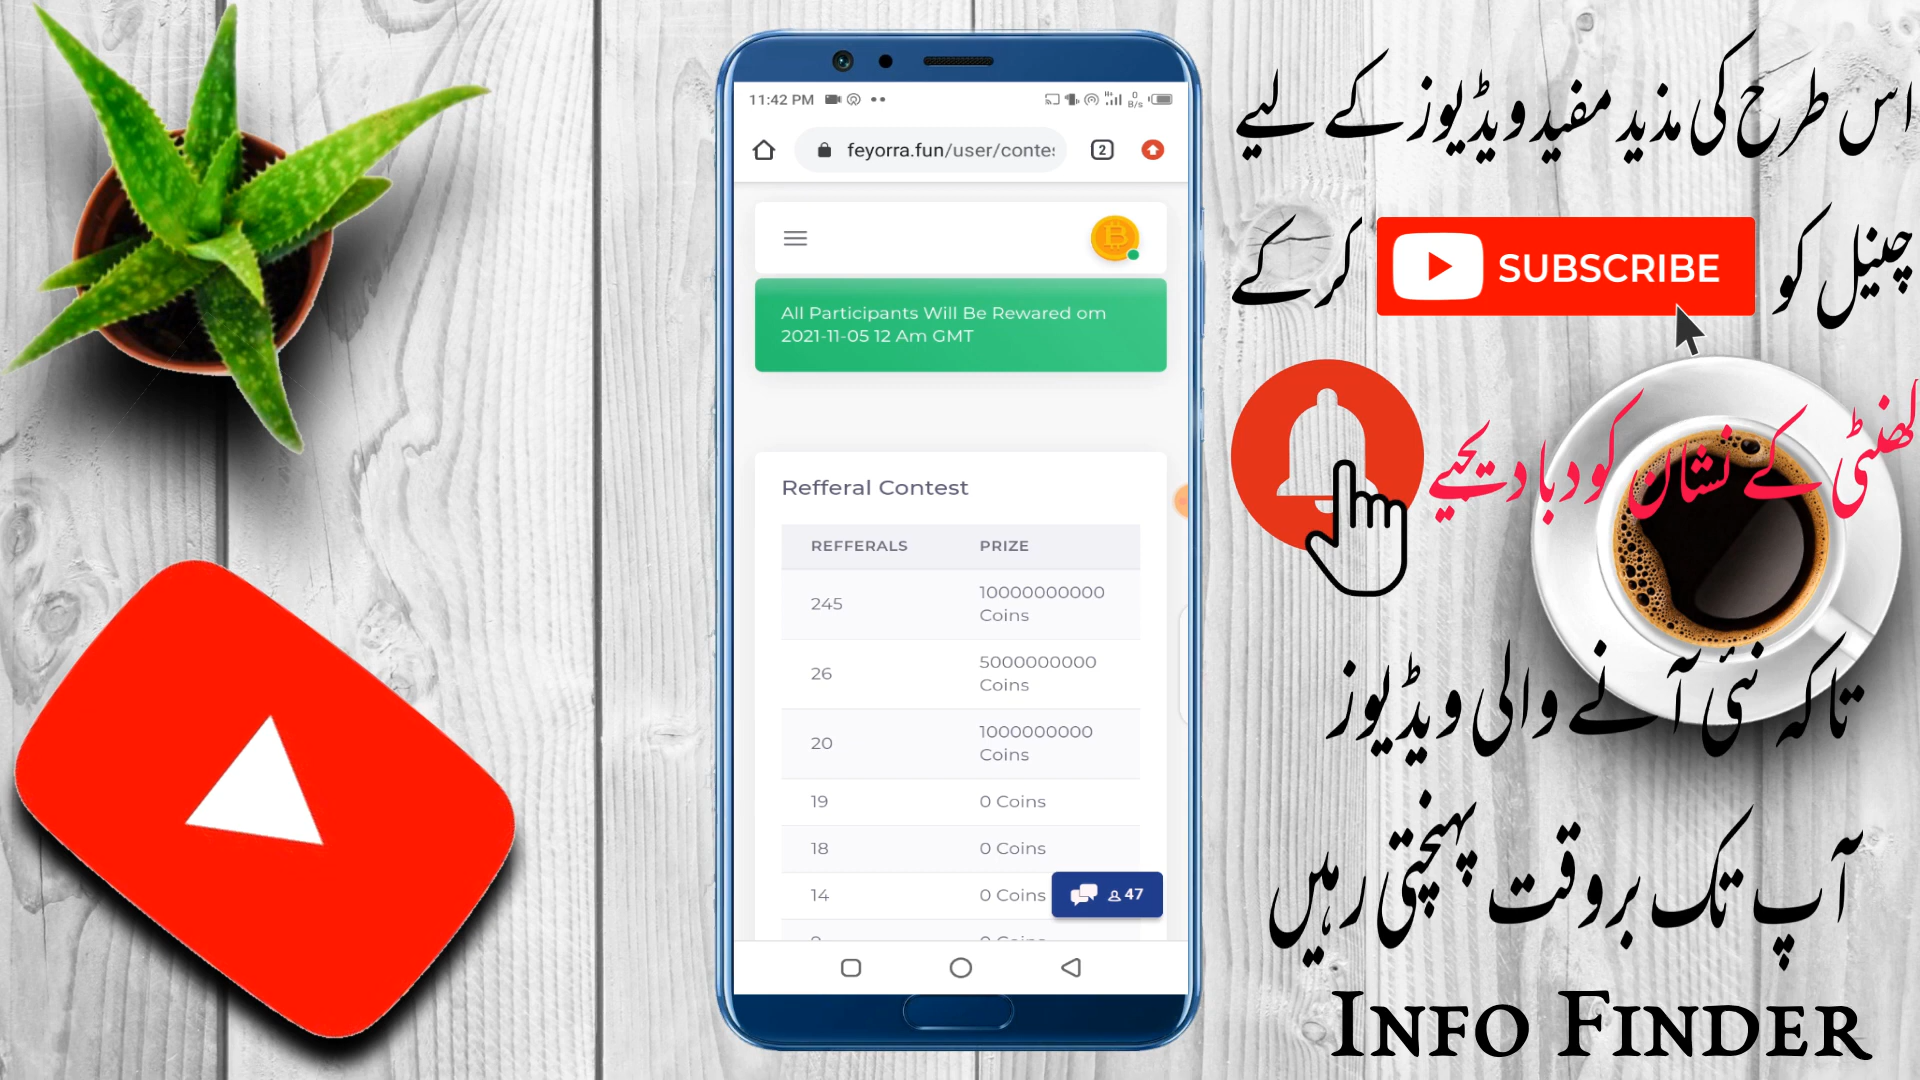 11:42 PM
0 B/s
feyorra.fun/user/conte
2
All Participants Will Be Rewared om
2021-11-05 12 Am GMT
Refferal Contest
REFFERALS PRIZE
245 10000000000 Coins
26 5000000000 Coins
20 1000000000 Coins
19 0 Coins
18 0 Coins
14 0 Coins
47
اس طرح کی مذید مفید ویڈیوز کے لیے
چینل کو SUBSCRIBE کر کے
گھنٹی کے نشان کو دبا دیجیے
تاکہ نئی آنے والی ویڈیوز
آپ تک بروقت پہنچتی رہیں
INFO FINDER